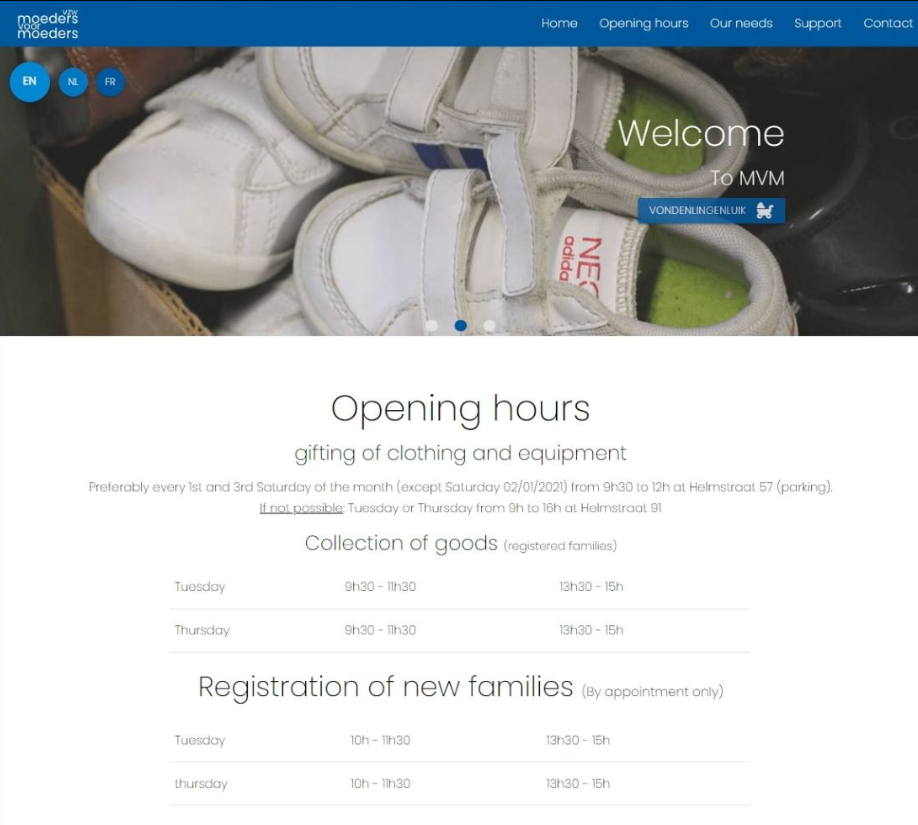 vzw
moeders
voor
moeders
Home Opening hours Our needs Support Contact
EN NL FR
Welcome
To MVM
VONDENLINGENLUIK
adidas
NEO
Opening hours
gifting of clothing and equipment
Preferably every 1st and 3rd Saturday of the month (except Saturday 02/01/2021) from 9h30 to 12h at Helmstraat 57 (parking).
If not possible: Tuesday or Thursday from 9h to 16h at Helmstraat 91
Collection of goods (registered families)
Tuesday 9h30 - 11h30 13h30 - 15h
Thursday 9h30 - 11h30 13h30 - 15h
Registration of new families (By appointment only)
Tuesday 10h - 11h30 13h30 - 15h
thursday 10h - 11h30 13h30 - 15h